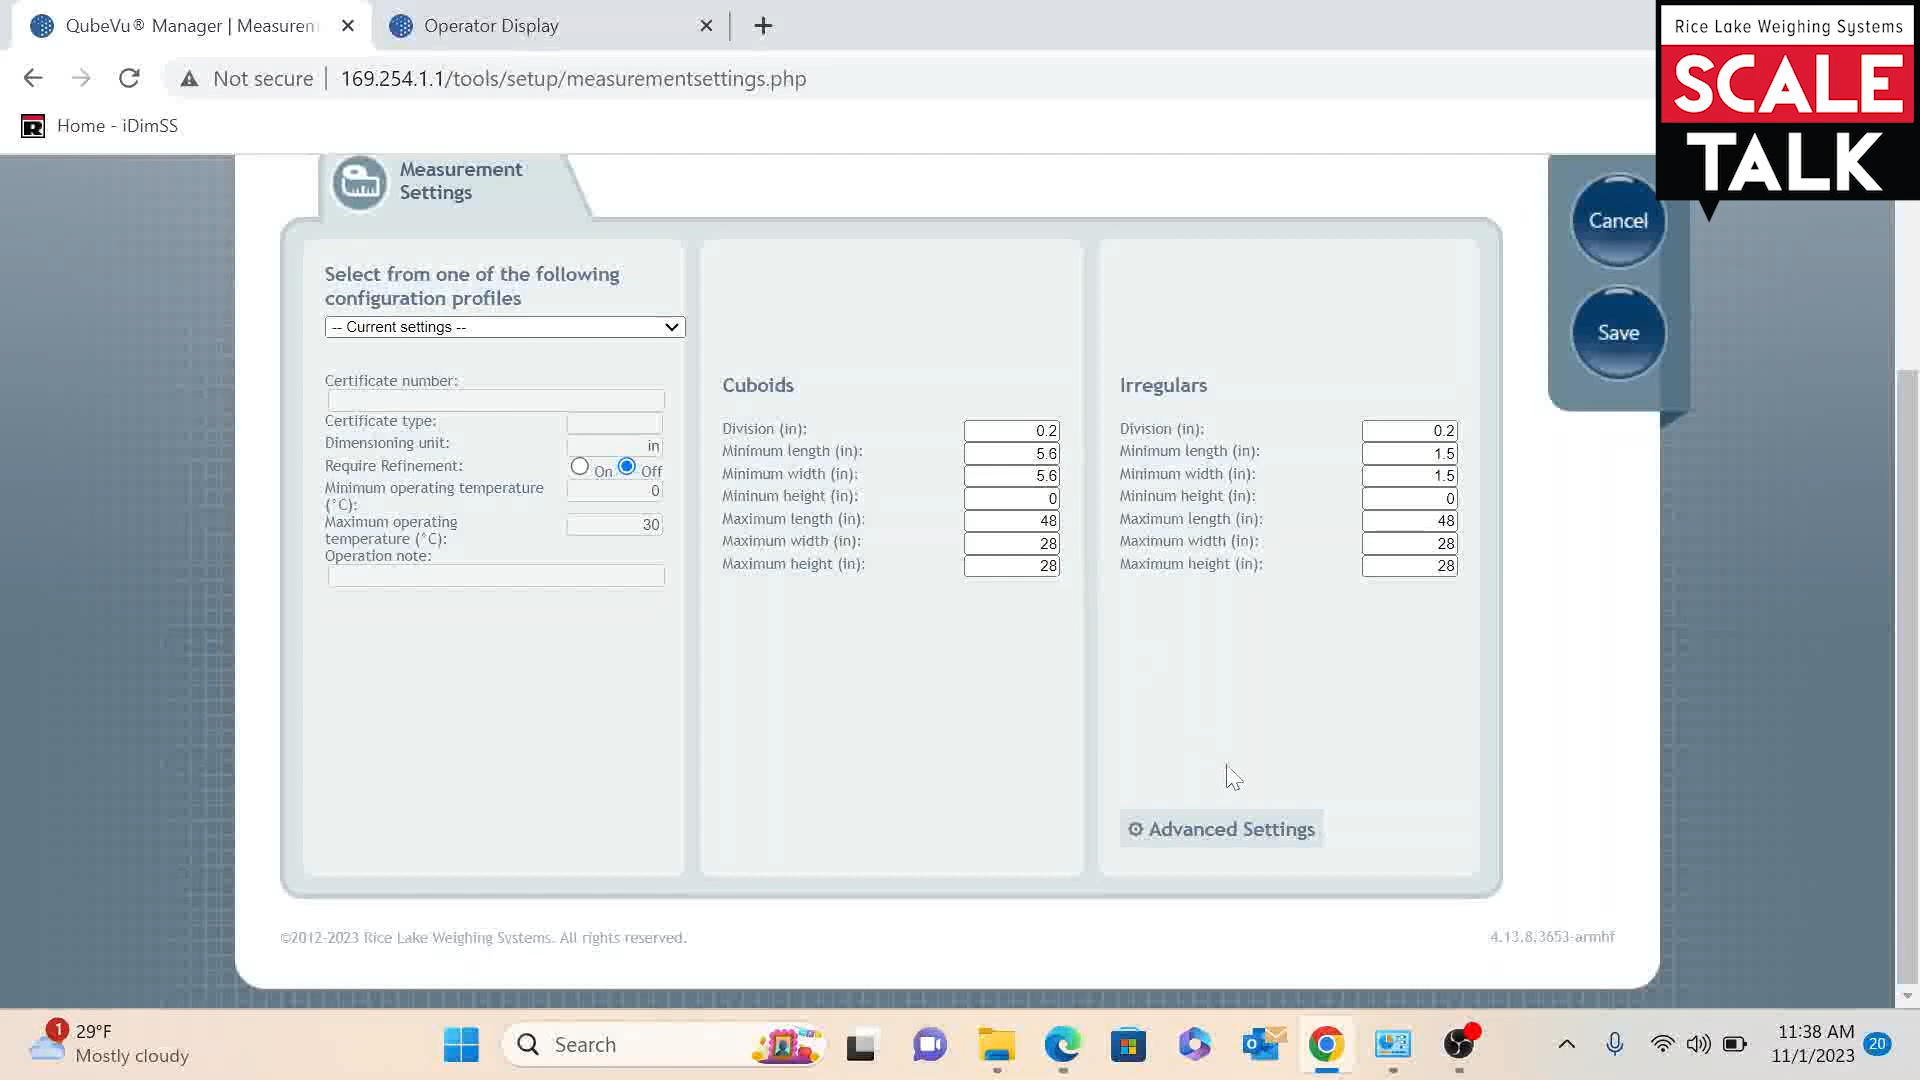 QubeVu® Manager | Measuren
Operator Display
Not secure
169.254.1.1/tools/setup/measurementsettings.php
Home - iDimSS
Rice Lake Weighing Systems
SCALE
TALK
Measurement
Settings
Cancel
Save
Select from one of the following
configuration profiles
-- Current settings --
Certificate number:
Certificate type:
Dimensioning unit: in
Require Refinement: On Off
Minimum operating temperature
(°C): 0
Maximum operating
temperature (°C): 30
Operation note:
Cuboids
Division (in): 0.2
Minimum length (in): 5.6
Minimum width (in): 5.6
Mininum height (in): 0
Maximum length (in): 48
Maximum width (in): 28
Maximum height (in): 28
Irregulars
Division (in): 0.2
Minimum length (in): 1.5
Minimum width (in): 1.5
Mininum height (in): 0
Maximum length (in): 48
Maximum width (in): 28
Maximum height (in): 28
Advanced Settings
©2012-2023 Rice Lake Weighing Systems. All rights reserved.
4.13.8.3653-armhf
1
29°F
Mostly cloudy
Search
11:38 AM
11/1/2023
20